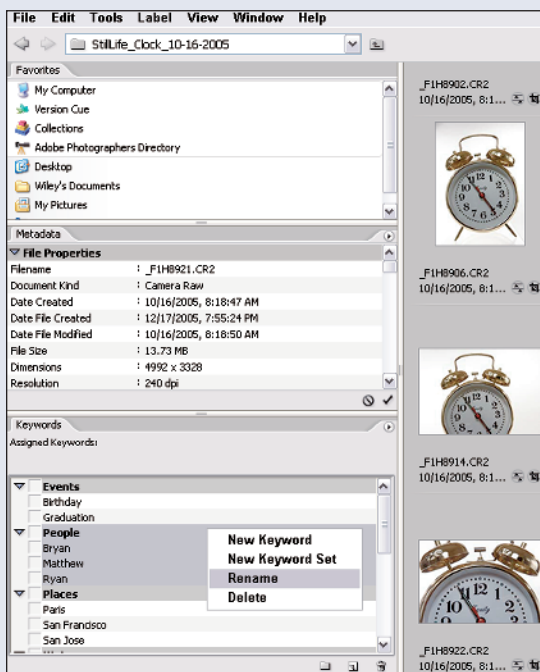 File Edit Tools Label View Window Help
StillLife_Clock_10-16-2005
Favorites
My Computer
Version Cue
Collections
Adobe Photographers Directory
Desktop
Wiley's Documents
My Pictures
Metadata
File Properties
Filename : _F1H8921.CR2
Document Kind : Camera Raw
Date Created : 10/16/2005, 8:18:47 AM
Date File Created : 12/17/2005, 7:55:24 PM
Date File Modified : 10/16/2005, 8:18:50 AM
File Size : 13.73 MB
Dimensions : 4992 x 3328
Resolution : 240 dpi
Keywords
Assigned Keywords:
Events
Birthday
Graduation
People
Bryan
Matthew
Ryan
Places
Paris
San Francisco
San Jose
New Keyword
New Keyword Set
Rename
Delete
_F1H8902.CR2
10/16/2005, 8:1...
_F1H8906.CR2
10/16/2005, 8:1...
_F1H8914.CR2
10/16/2005, 8:1...
_F1H8922.CR2
10/16/2005, 8:1...